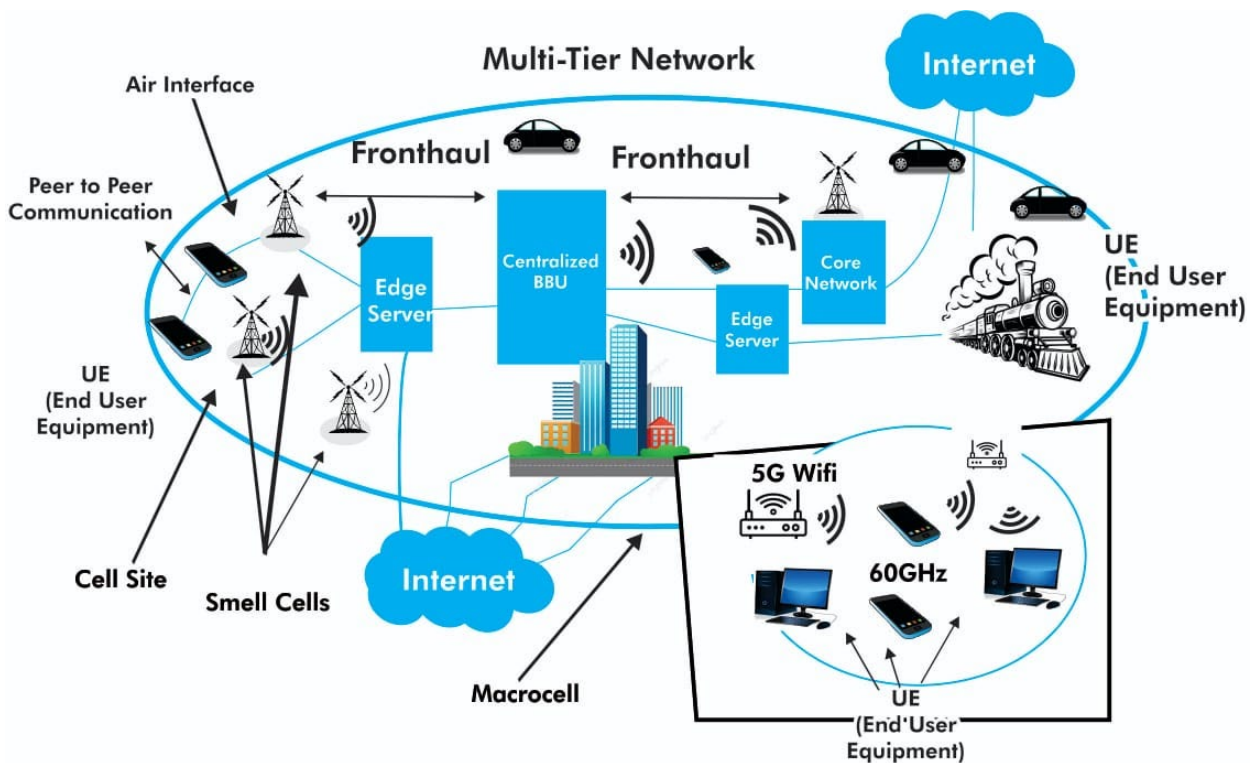 Multi-Tier Network
Internet
Air Interface
Fronthaul
Fronthaul
Peer to Peer
Communication
Centralized
BBU
Core
Network
UE
(End User
Equipment)
Edge
Server
Edge
Server
UE
(End User
Equipment)
5G Wifi
Cell Site
Smell Cells
Internet
60GHz
Macrocell
UE
(End User
Equipment)